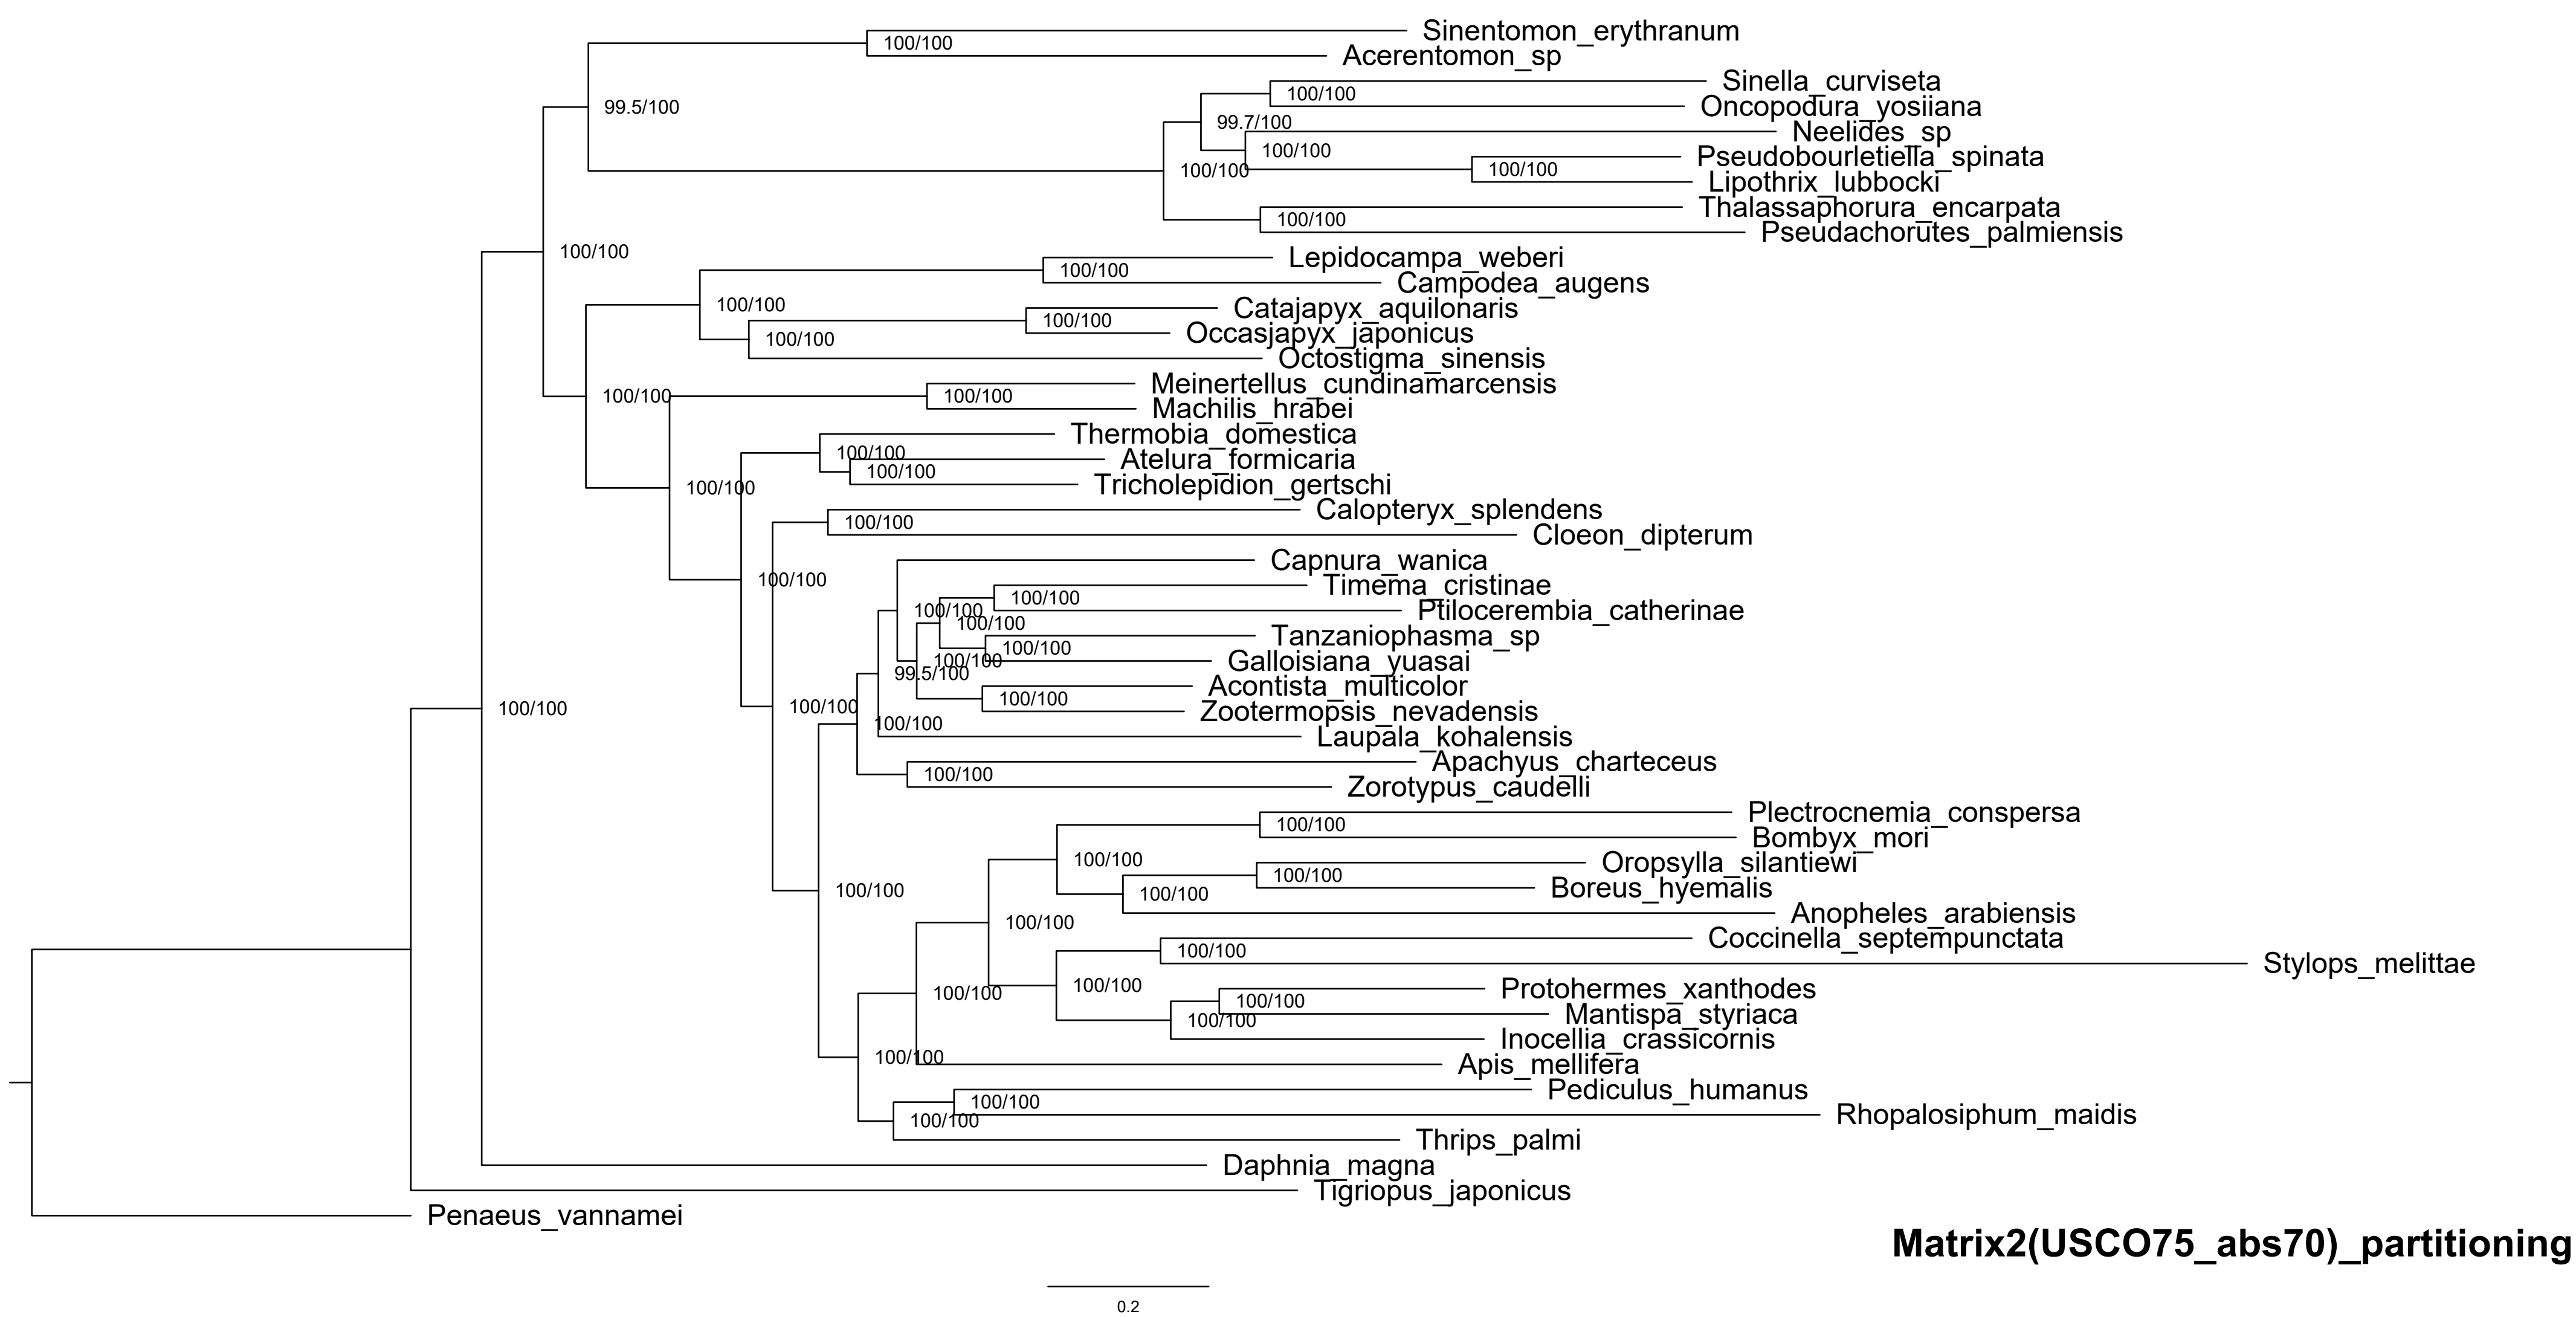 Sinentomon_erythranum
100/100
Acerentomon_sp
Sinella_curviseta
100/100
Oncopodura_yosiiana
99.5/100
99.7/100
Neelides_sp
100/100
Pseudobourletiella_spinata
100/100
100/100
Lipothrix_lubbocki
Thalassaphorura_encarpata
100/100
Pseudachorutes_palmiensis
100/100
Lepidocampa_weberi
100/100
Campodea_augens
100/100
Catajapyx_aquilonaris
100/100
Occasjapyx_japonicus
100/100
Octostigma_sinensis
Meinertellus_cundinamarcensis
100/100
100/100
Machilis_hrabei
Thermobia_domestica
100/100
Atelura_formicaria
100/100
Tricholepidion_gertschi
100/100
Calopteryx_splendens
100/100
Cloeon_dipterum
Capnura_wanica
100/100
Timema_cristinae
100/100
100/100
Ptilocerembia_catherinae
100/100
Tanzaniophasma_sp
100/100
100/100
Galloisiana_yuasai
99.5/100
Acontista_multicolor
100/100
100/100
100/100
Zootermopsis_nevadensis
100/100
Laupala_kohalensis
Apachyus_charteceus
100/100
Zorotypus_caudelli
Plectrocnemia_conspersa
100/100
Bombyx_mori
100/100
Oropsylla_silantiewi
100/100
Boreus_hyemalis
100/100
100/100
Anopheles_arabiensis
100/100
Coccinella_septempunctata
100/100
Stylops_melittae
100/100
100/100
Protohermes_xanthodes
100/100
Mantispa_styriaca
100/100
Inocellia_crassicornis
100/100
Apis_mellifera
Pediculus_humanus
100/100
Rhopalosiphum_maidis
100/100
Thrips_palmi
Daphnia_magna
Tigriopus_japonicus
Penaeus_vannamei
Matrix2(USCO75_abs70)_partitioning
0.2